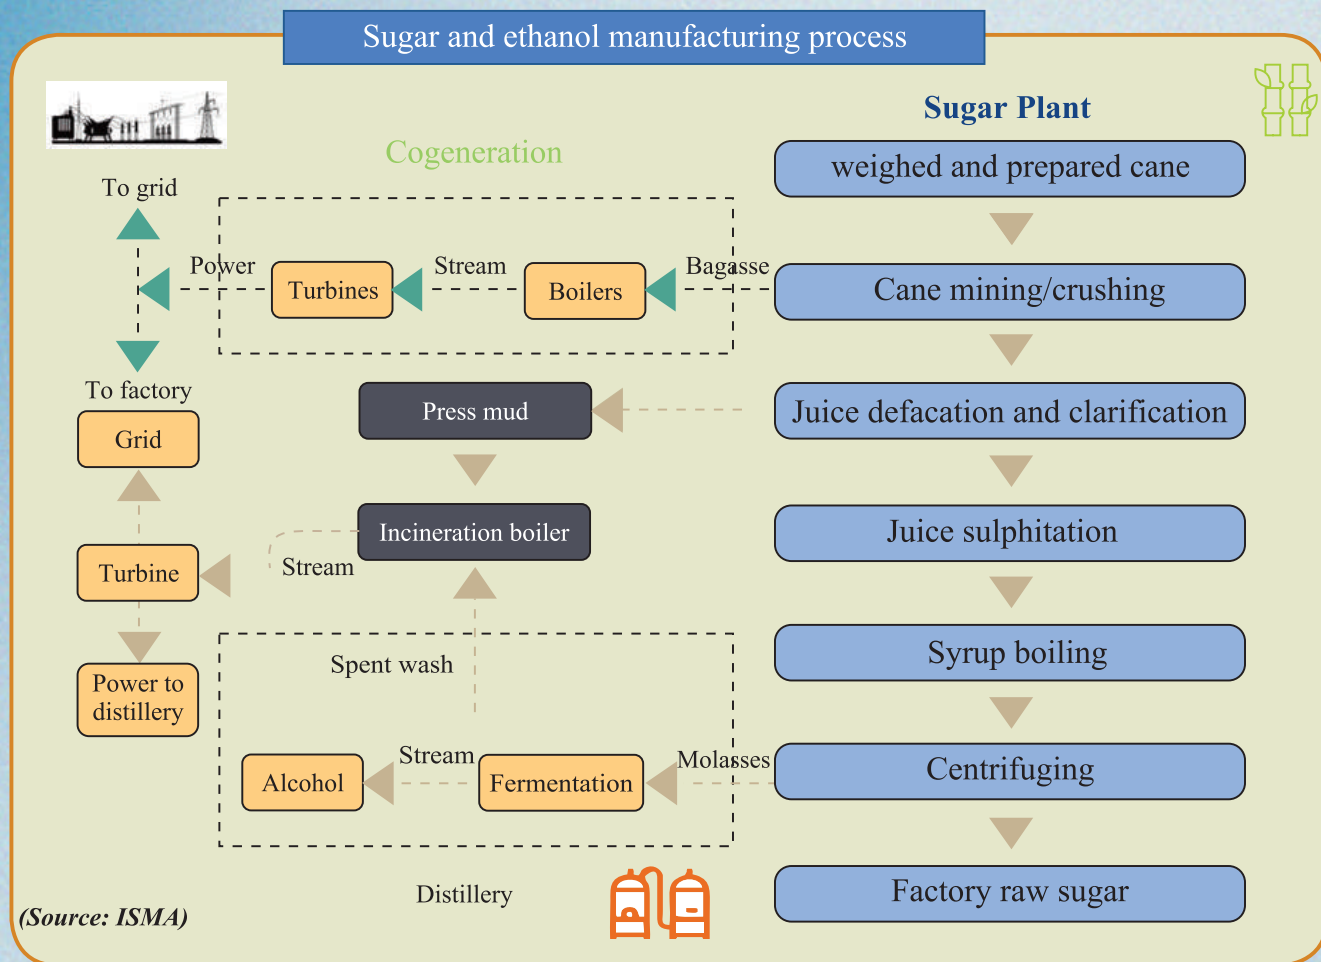 Sugar and ethanol manufacturing process
Sugar Plant
Cogeneration
weighed and prepared cane
To grid
Power
Stream
Bagasse
Turbines
Boilers
Cane mining/crushing
To factory
Press mud
Juice defacation and clarification
Grid
Incineration boiler
Juice sulphitation
Stream
Turbine
Spent wash
Syrup boiling
Power to
distillery
Stream
Molasses
Alcohol
Fermentation
Centrifuging
Distillery
Factory raw sugar
(Source: ISMA)